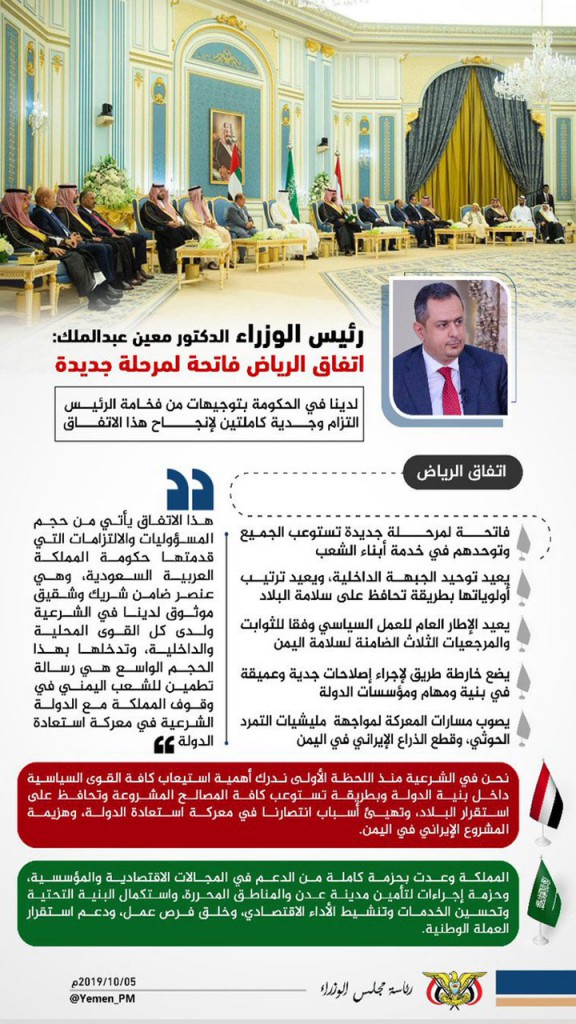 رئيس الوزراء الدكتور معين عبدالملك:
اتفاق الرياض فاتحة لمرحلة جديدة
لدينا في الحكومة بتوجيهات من فخامة الرئيس
التزام وجدية كاملتين لإنجاح هذا الاتفاق
اتفاق الرياض
فاتحة لمرحلة جديدة تستوعب الجميع
وتوحدهم في خدمة أبناء الشعب
يعيد توحيد الجبهة الداخلية، ويعيد ترتيب
أولوياتها بطريقة تحافظ على سلامة البلاد
يعيد الإطار العام للعمل السياسي وفقا للثوابت
والمرجعيات الثلاث الضامنة لسلامة اليمن
يضع خارطة طريق لإجراء إصلاحات جدية وعميقة
في بنية ومهام ومؤسسات الدولة
يصوب مسارات المعركة لمواجهة مليشيات التمرد
الحوثي، وقطع الذراع الإيراني في اليمن
هذا الاتفاق يأتي من حجم
المسؤوليات والالتزامات التي
قدمتها حكومة المملكة
العربية السعودية، وهي
عنصر ضامن شريك وشقيق
موثوق لدينا في الشرعية
ولدى كل القوى المحلية
والداخلية، وتدخلها بهذا
الحجم الواسع هي رسالة
تطمين للشعب اليمني في
وقوف المملكة مع الدولة
الشرعية في معركة استعادة
الدولة
نحن في الشرعية منذ اللحظة الأولى ندرك أهمية استيعاب كافة القوى السياسية
داخل بنية الدولة وبطريقة تستوعب كافة المصالح المشروعة وتحافظ على
استقرار البلاد، وتهيئ أسباب انتصارنا في معركة استعادة الدولة، وهزيمة
المشروع الإيراني في اليمن.
المملكة وعدت بحزمة كاملة من الدعم في المجالات الاقتصادية والمؤسسية،
وحزمة إجراءات لتأمين مدينة عدن والمناطق المحررة، واستكمال البنية التحتية
وتحسين الخدمات وتنشيط الأداء الاقتصادي، وخلق فرص عمل، ودعم استقرار
العملة الوطنية.
رئاسة مجلس الوزراء
2019/10/05م
@Yemen_PM